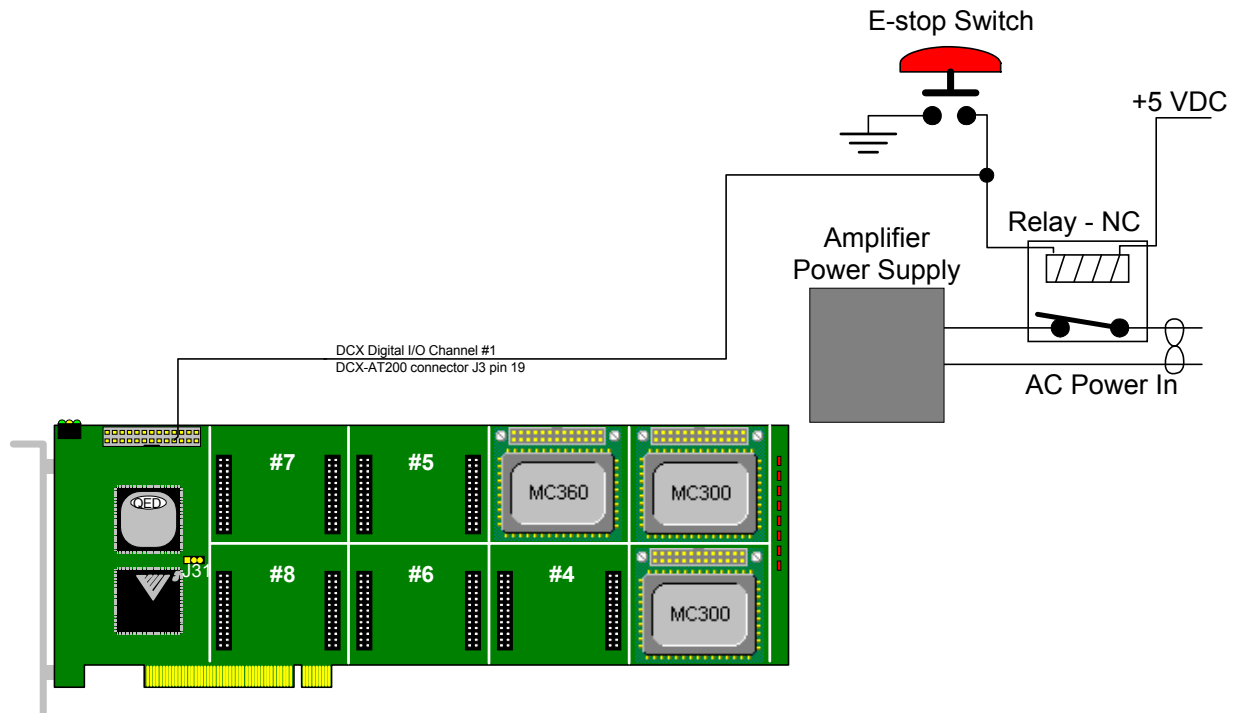 E-stop Switch
+5 VDC
Relay - NC
Amplifier
Power Supply
AC Power In
DCX Digital I/O Channel #1
DCX-AT200 connector J3 pin 19
#7
#5
MC360
MC300
QED
J31
#8
#6
#4
MC300